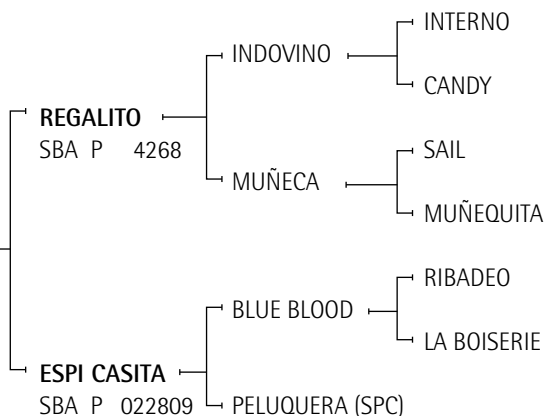 INTERNO
INDOVINO
CANDY
REGALITO
SBA P 4268
SAIL
MUÑECA
MUÑEQUITA
RIBADEO
BLUE BLOOD
LA BOISERIE
ESPI CASITA
SBA P 022809
PELUQUERA (SPC)